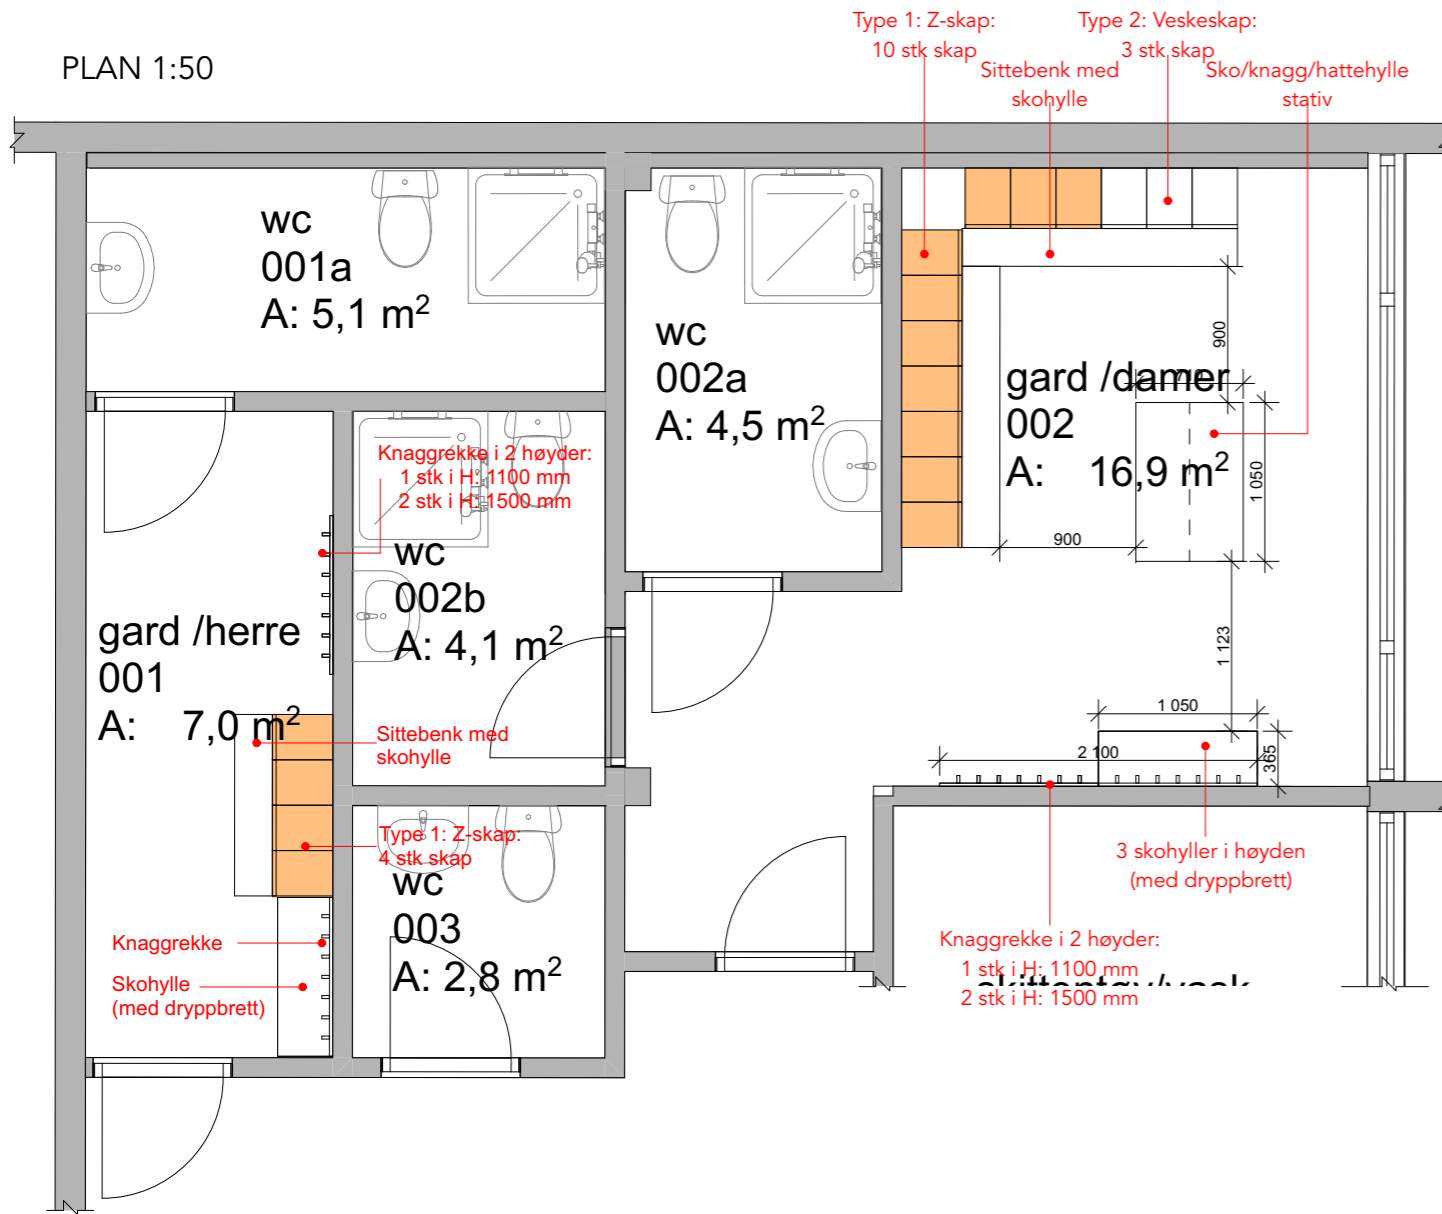 PLAN 1:50
Type 1: Z-skap:
10 stk skap
Sittebenk med
skohylle
Type 2: Veskeskap:
3 stk skap
Sko/knagg/hattehylle
stativ
wc
001a
A: 5,1 m²
wc
002a
A: 4,5 m²
gard /damer
002
A: 16,9 m²
900
1 050
900
1 123
Knaggrekke i 2 høyder:
1 stk i H: 1100 mm
2 stk i H: 1500 mm
wc
002b
A: 4,1 m²
gard /herre
001
A: 7,0 m²
Sittebenk med
skohylle
1 050
2 100
365
Type 1: Z-skap:
4 stk skap
wc
003
A: 2,8 m²
3 skohyller i høyden
(med dryppbrett)
Knaggrekke
Skohylle
(med dryppbrett)
Knaggrekke i 2 høyder:
1 stk i H: 1100 mm
2 stk i H: 1500 mm